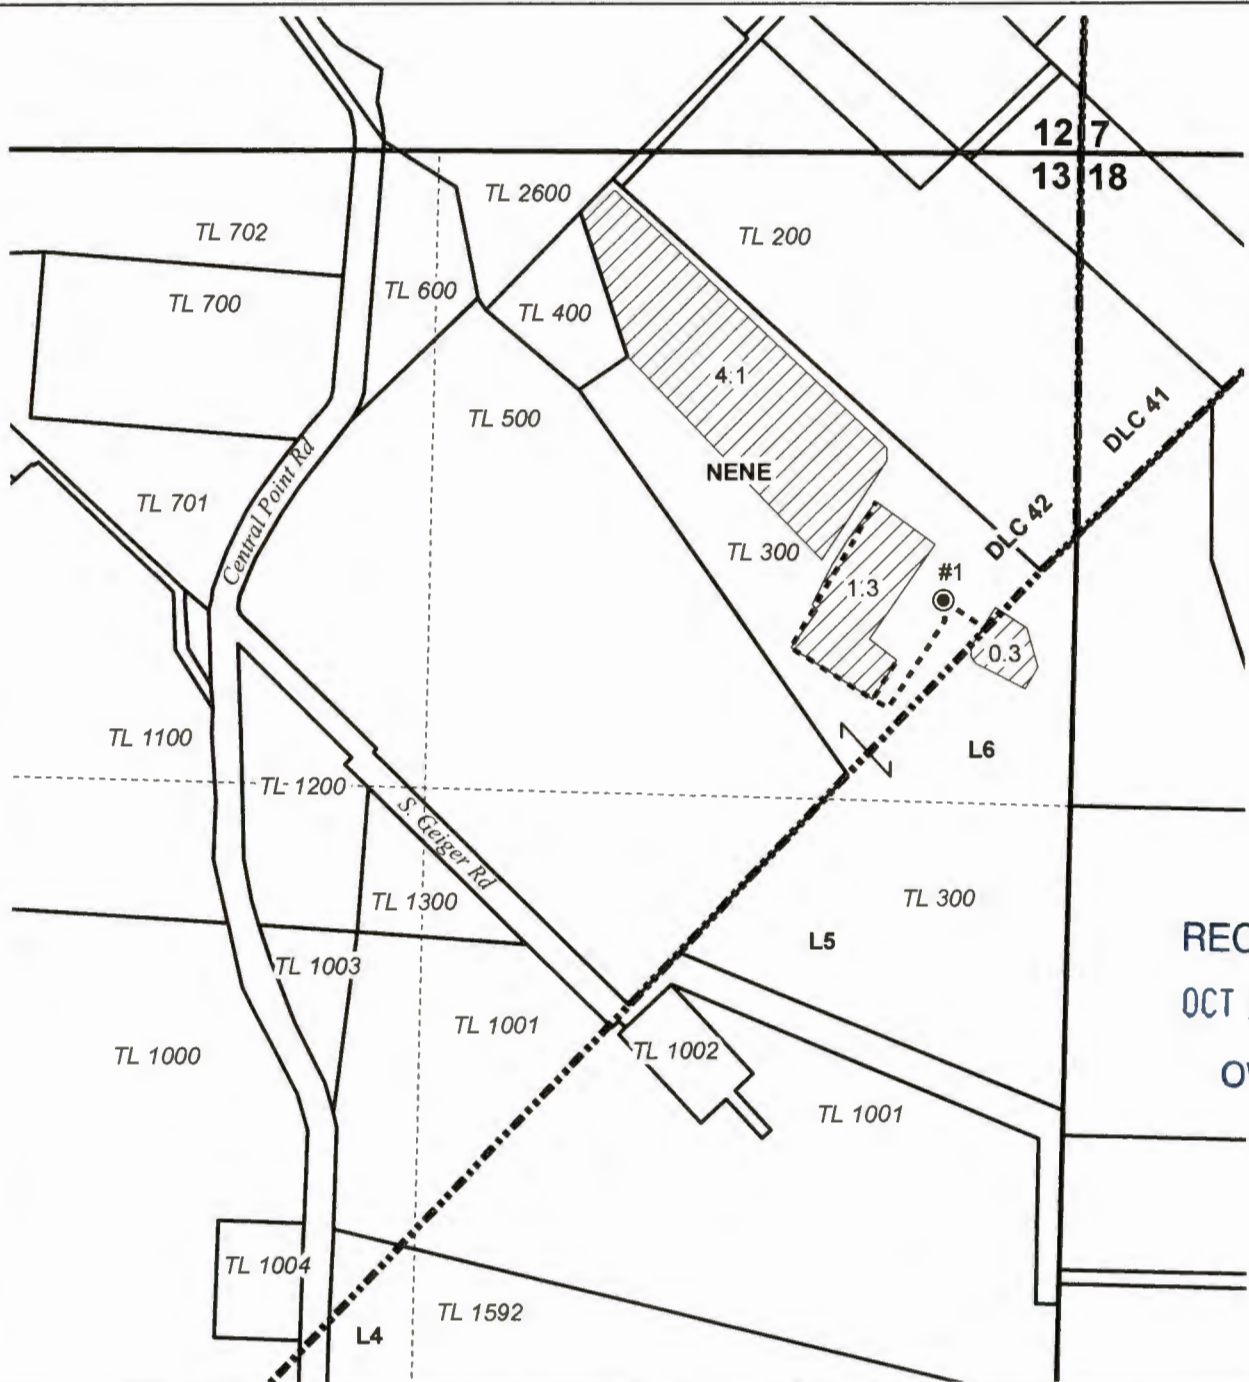 12 7
13 18
TL 2600
TL 702
TL 200
TL 600
TL 700
TL 400
4.1
DLC 41
TL 500
NENE
TL 701
Central Point Rd
DLC 42
TL 300
#1
1.3
0.3
TL 1100
L6
TL 1200
S. Geiger Rd
TL 1300
TL 300
L5
REC
TL 1003
OCT
TL 1001
TL 1002
TL 1000
TL 1001
TL 1004
TL 1592
L4